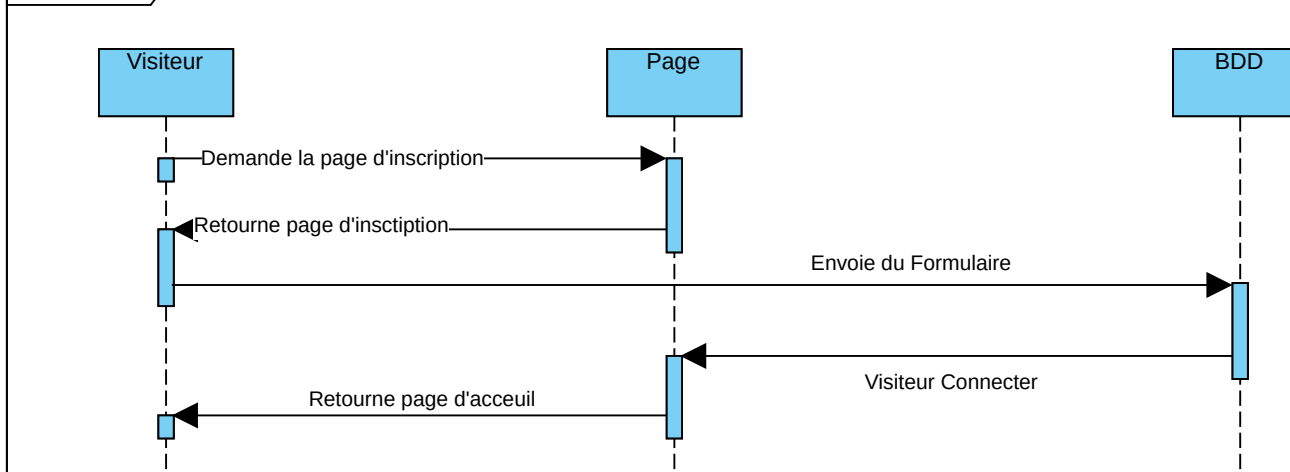 Visiteur
Page
BDD
Demande la page d'inscription
Retourne page d'insctiption
Envoie du Formulaire
Visiteur Connecter
Retourne page d'acceuil